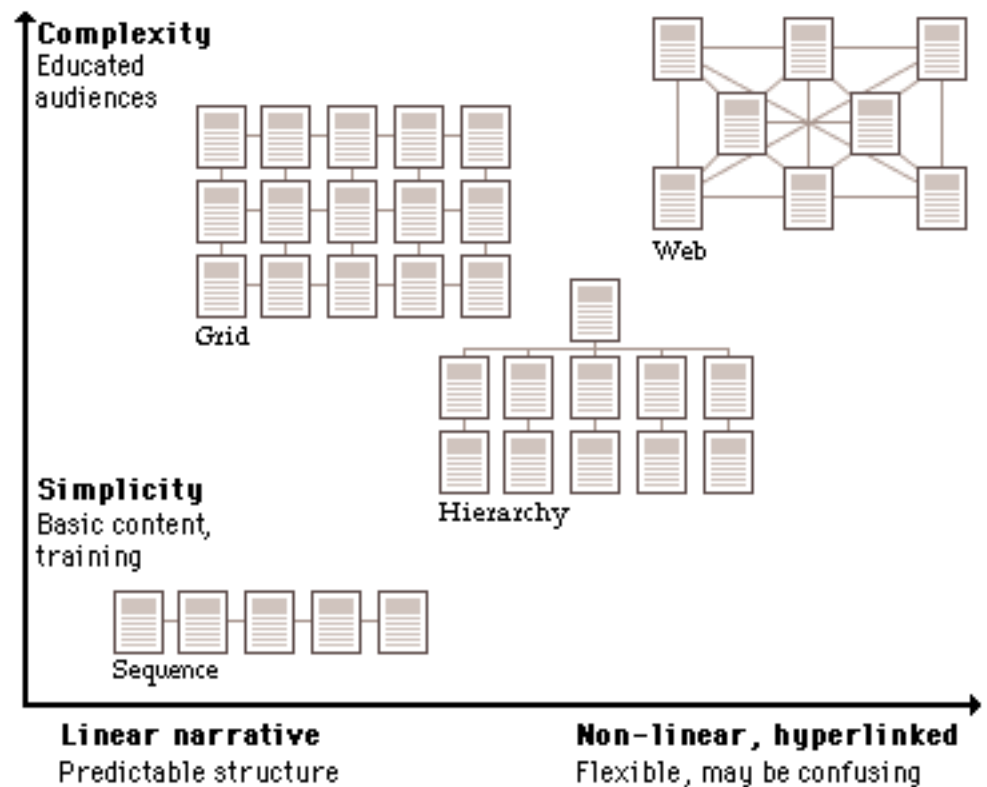 Complexity
Educated
audiences
Web
Grid
Simplicity
Basic content,
training
Hierarchy
Sequence
Linear narrative
Predictable structure
Non-linear, hyperlinked
Flexible, may be confusing